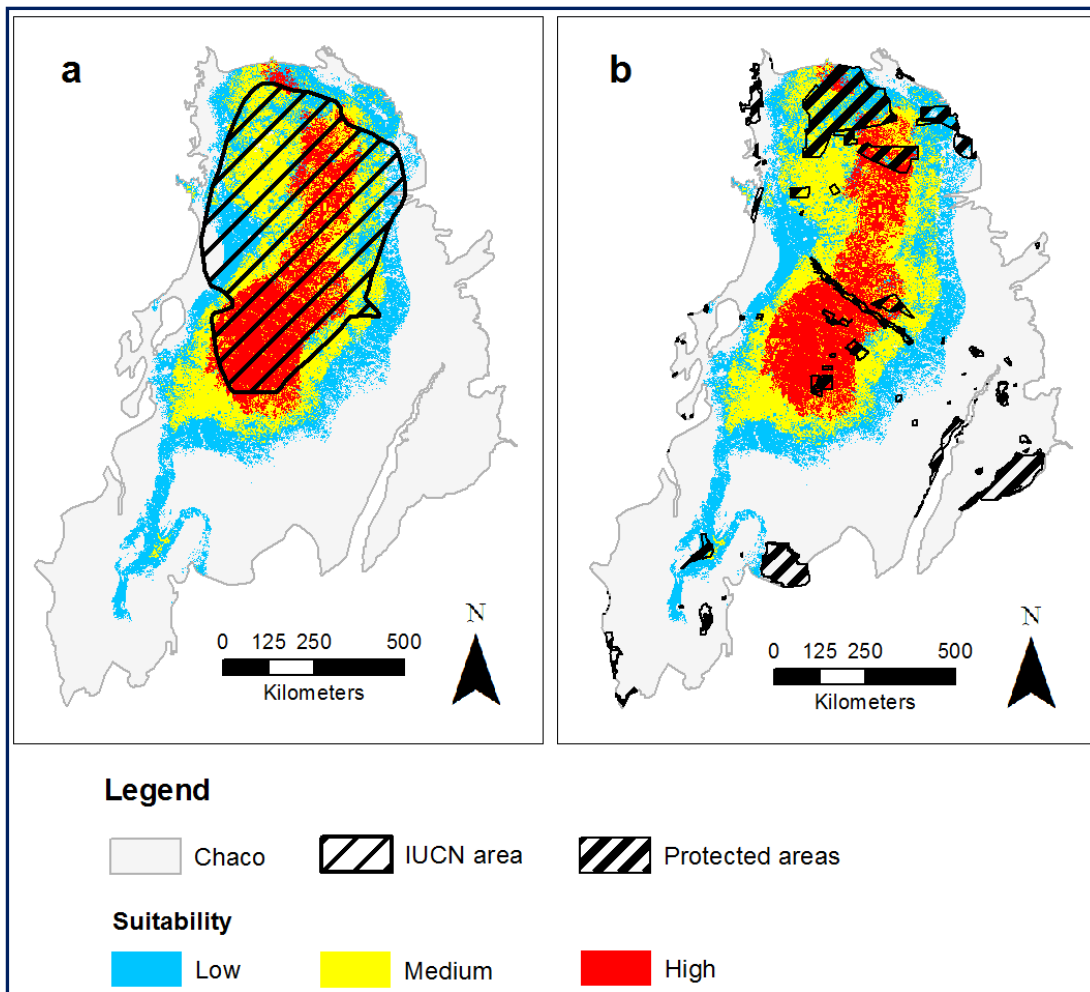 a
b
N
0 125 250 500
Kilometers
N
0 125 250 500
Kilometers
Legend
Chaco
IUCN area
Protected areas
Suitability
Low
Medium
High